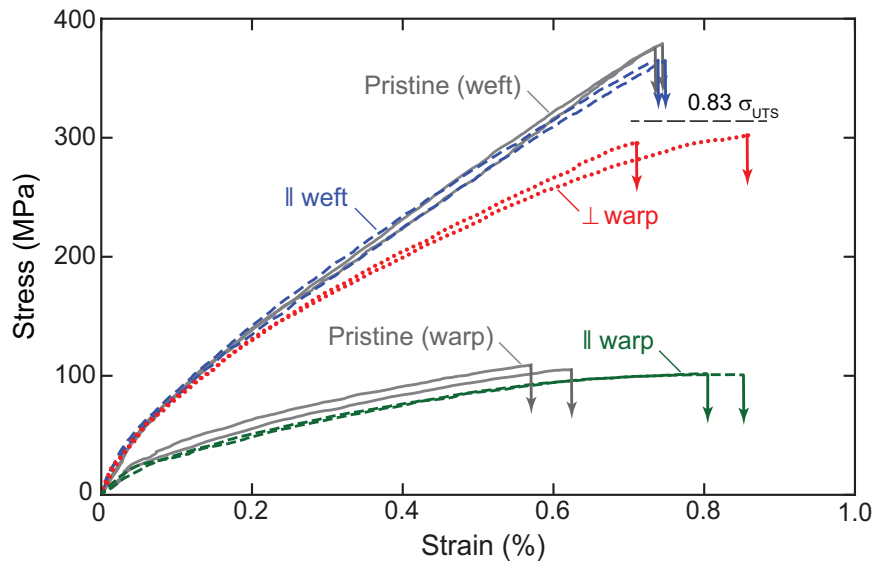 400
300
200
100
0
Stress (MPa)
Pristine (weft)
0.83 σUTS
∥ weft
⊥ warp
Pristine (warp)
∥ warp
0
0.2
0.4
0.6
0.8
1.0
Strain (%)